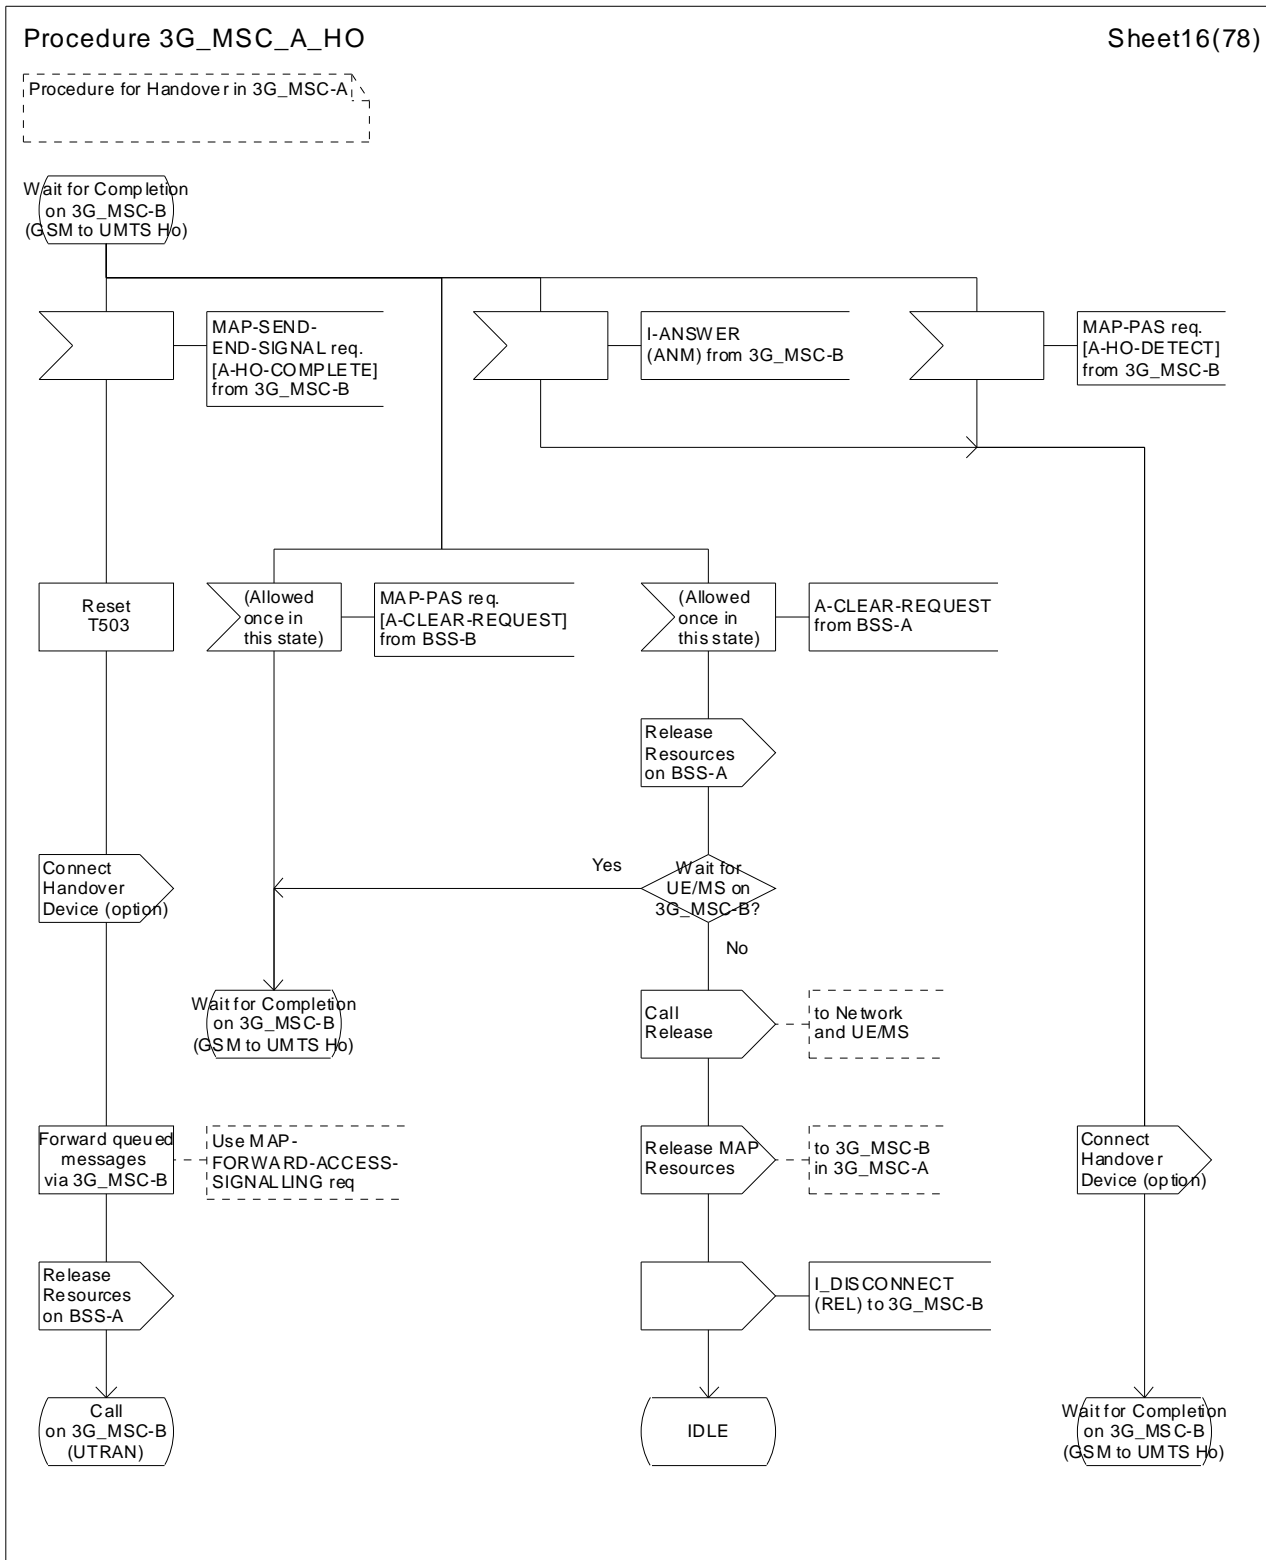 Procedure 3G_MSC_A_HO
Sheet16(78)
Procedure for Handover in 3G_MSC-A
Wait for Completion
on 3G_MSC-B
(GSM to UMTS Ho)
MAP-SEND-
END-SIGNAL req.
[A-HO-COMPLETE]
from 3G_MSC-B
I-ANSWER
(ANM) from 3G_MSC-B
MAP-PAS req.
[A-HO-DETECT]
from 3G_MSC-B
Reset
T503
(Allowed
once in
this state)
MAP-PAS req.
[A-CLEAR-REQUEST]
from BSS-B
(Allowed
once in
this state)
A-CLEAR-REQUEST
from BSS-A
Release
Resources
on BSS-A
Connect
Handover
Device (option)
Yes
Wait for
UE/MS on
3G_MSC-B?
No
Wait for Completion
on 3G_MSC-B
(GSM to UMTS Ho)
Call
Release
to Network
and UE/MS
Forward queued
messages
via 3G_MSC-B
Use MAP-
FORWARD-ACCESS-
SIGNALLING req
Release MAP
Resources
to 3G_MSC-B
in 3G_MSC-A
Connect
Handover
Device (option)
Release
Resources
on BSS-A
I_DISCONNECT
(REL) to 3G_MSC-B
Call
on 3G_MSC-B
(UTRAN)
IDLE
Wait for Completion
on 3G_MSC-B
(GSM to UMTS Ho)